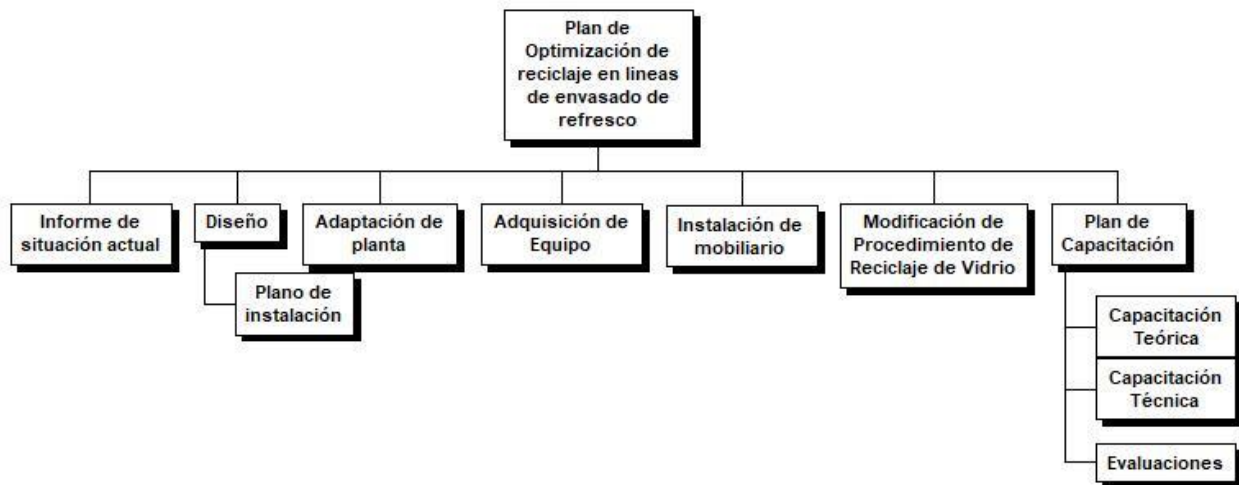 Plan de
Optimización de
reciclaje en lineas
de envasado de
refresco
Informe de
situación actual
Diseño
Plano de
instalación
Adaptación de
planta
Adquisición de
Equipo
Instalación de
mobiliario
Modificación de
Procedimiento de
Reciclaje de Vidrio
Plan de
Capacitación
Capacitación
Teórica
Capacitación
Técnica
Evaluaciones